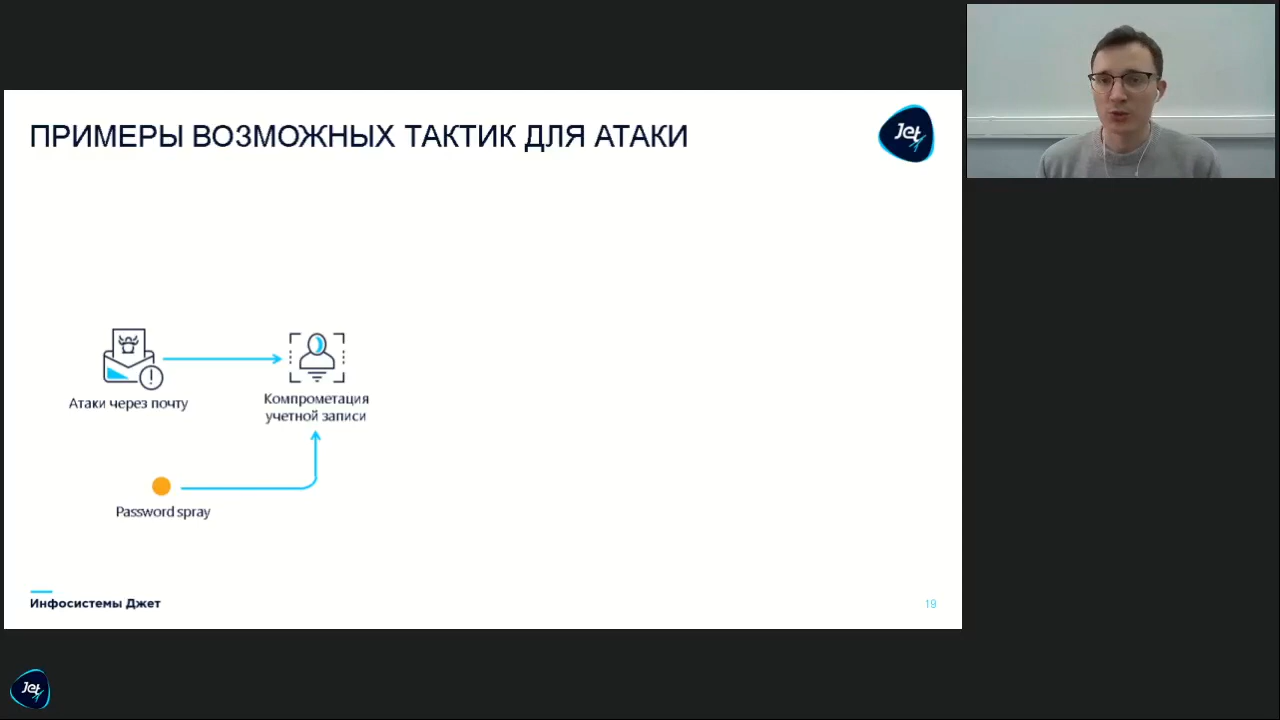 ПРИМЕРЫ ВОЗМОЖНЫХ ТАКТИК ДЛЯ АТАКИ
Jet
Атаки через почту
Компрометация
учетной записи
Password spray
Инфосистемы Джет
19
Jet